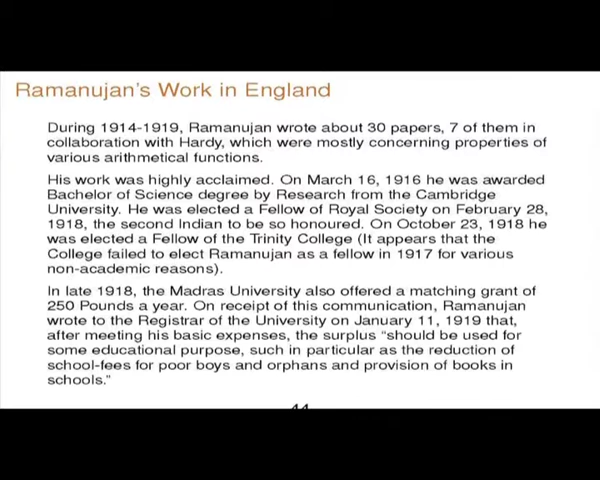 Ramanujan's Work in England
During 1914-1919, Ramanujan wrote about 30 papers, 7 of them in
collaboration with Hardy, which were mostly concerning properties of
various arithmetical functions.
His work was highly acclaimed. On March 16, 1916 he was awarded
Bachelor of Science degree by Research from the Cambridge
University. He was elected a Fellow of Royal Society on February 28,
1918, the second Indian to be so honoured. On October 23, 1918 he
was elected a Fellow of the Trinity College (It appears that the
College failed to elect Ramanujan as a fellow in 1917 for various
non-academic reasons).
In late 1918, the Madras University also offered a matching grant of
250 Pounds a year. On receipt of this communication, Ramanujan
wrote to the Registrar of the University on January 11, 1919 that,
after meeting his basic expenses, the surplus "should be used for
some educational purpose, such in particular as the reduction of
school-fees for poor boys and orphans and provision of books in
schools."